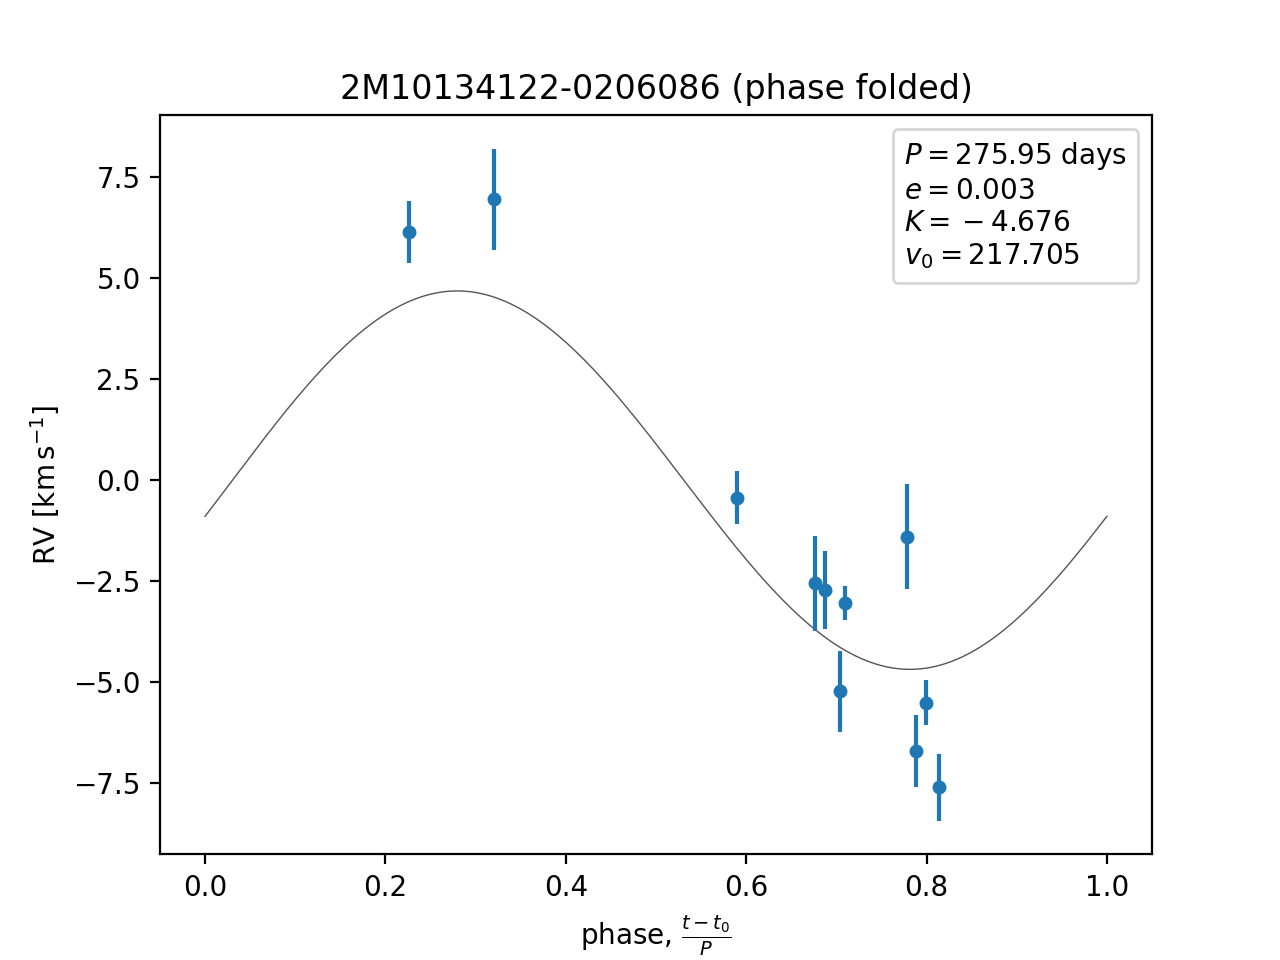 2M10134122-0206086 (phase folded)
P = 275.95 days
e = 0.003
K = −4.676
v₀ = 217.705
RV [km s⁻¹]
7.5
5.0
2.5
0.0
−2.5
−5.0
−7.5
0.0 0.2 0.4 0.6 0.8 1.0
phase, (t − t₀)/P